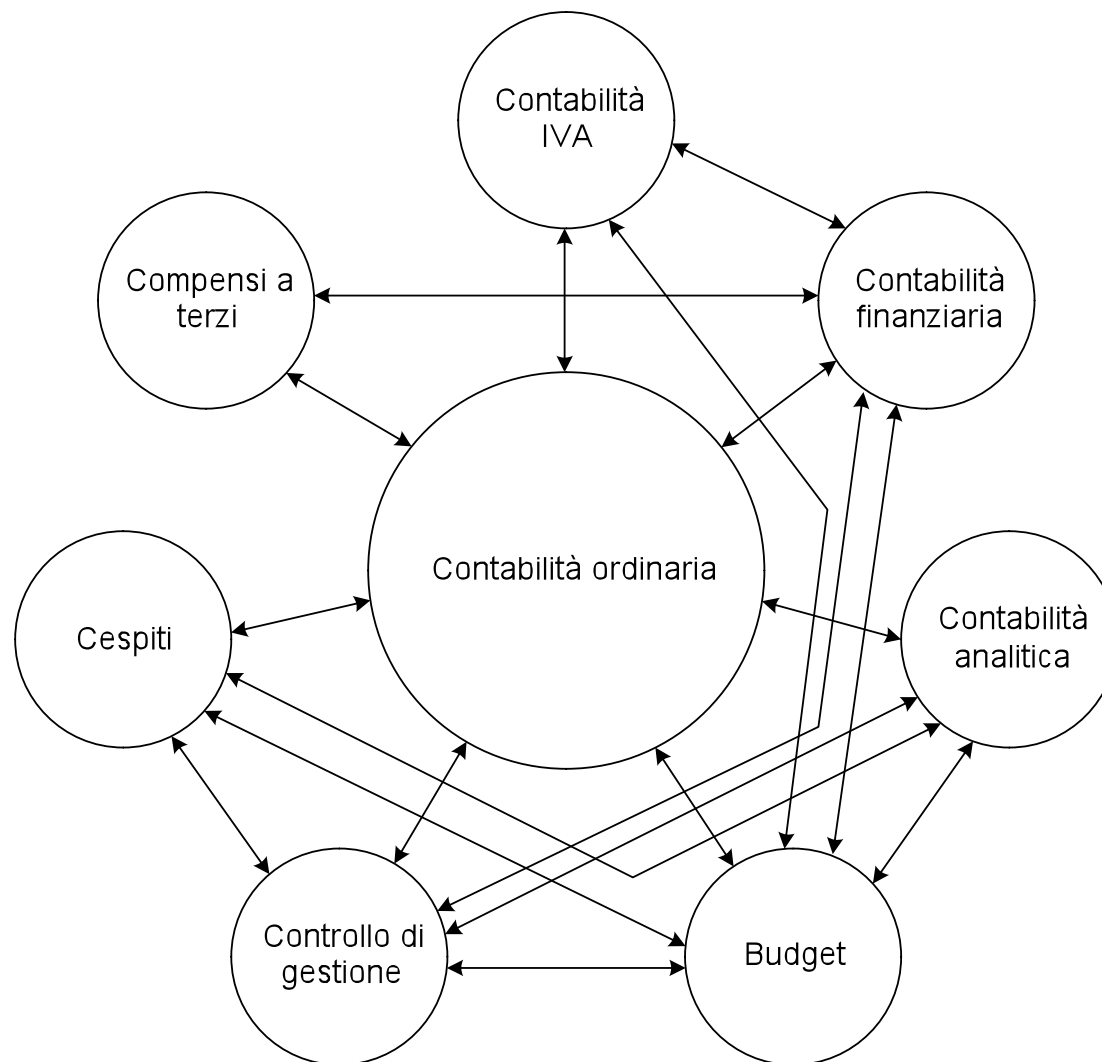 Contabilità
IVA
Compensi a
terzi
Contabilità
finanziaria
Contabilità ordinaria
Cespiti
Contabilità
analitica
Controllo di
gestione
Budget